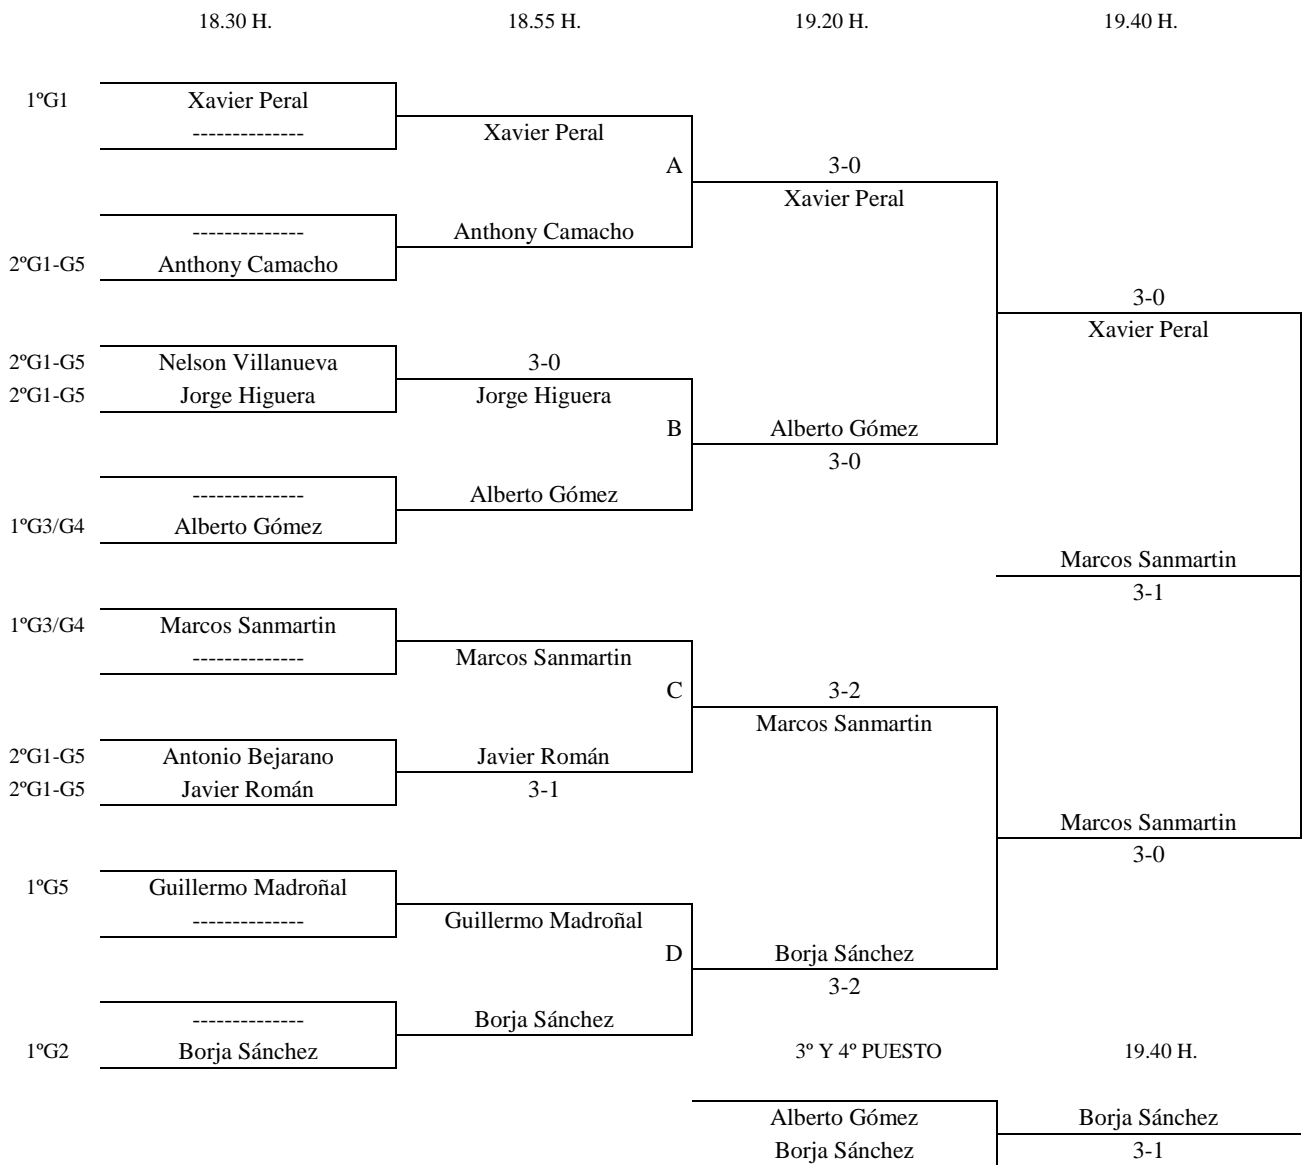 18.30 H. 18.55 H. 19.20 H. 19.40 H.
1ºG1 Xavier Peral
--------------
Xavier Peral
A 3-0
Xavier Peral
--------------
Anthony Camacho
2ºG1-G5 Anthony Camacho
3-0
Xavier Peral
2ºG1-G5 Nelson Villanueva 3-0
2ºG1-G5 Jorge Higuera Jorge Higuera
B Alberto Gómez
3-0
--------------
Alberto Gómez
1ºG3/G4 Alberto Gómez
Marcos Sanmartin
3-1
1ºG3/G4 Marcos Sanmartin
--------------
Marcos Sanmartin
C 3-2
Marcos Sanmartin
2ºG1-G5 Antonio Bejarano Javier Román
2ºG1-G5 Javier Román 3-1
Marcos Sanmartin
3-0
1ºG5 Guillermo Madroñal
--------------
Guillermo Madroñal
D Borja Sánchez
3-2
--------------
Borja Sánchez
1ºG2 Borja Sánchez 3º Y 4º PUESTO 19.40 H.
Alberto Gómez Borja Sánchez
Borja Sánchez 3-1